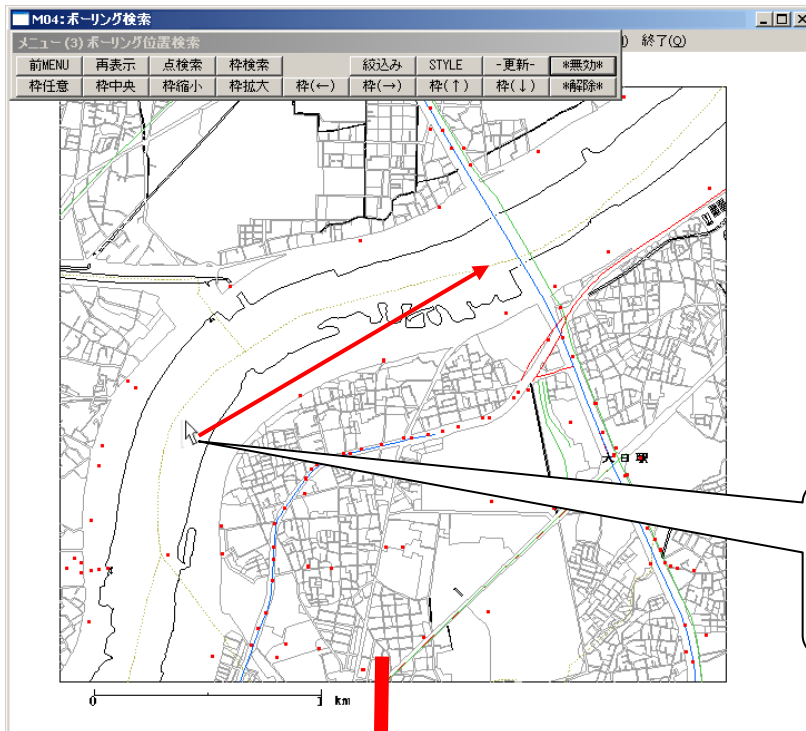 M04:ボーリング検索
メニュー(3)ボーリング位置検索
) 終了(Q)
前MENU 再表示 点検索 枠検索 絞込み STYLE -更新- *無効*
枠任意 枠中央 枠縮小 枠拡大 枠(←) 枠(→) 枠(↑) 枠(↓) *解除*
大日駅
0 1 km